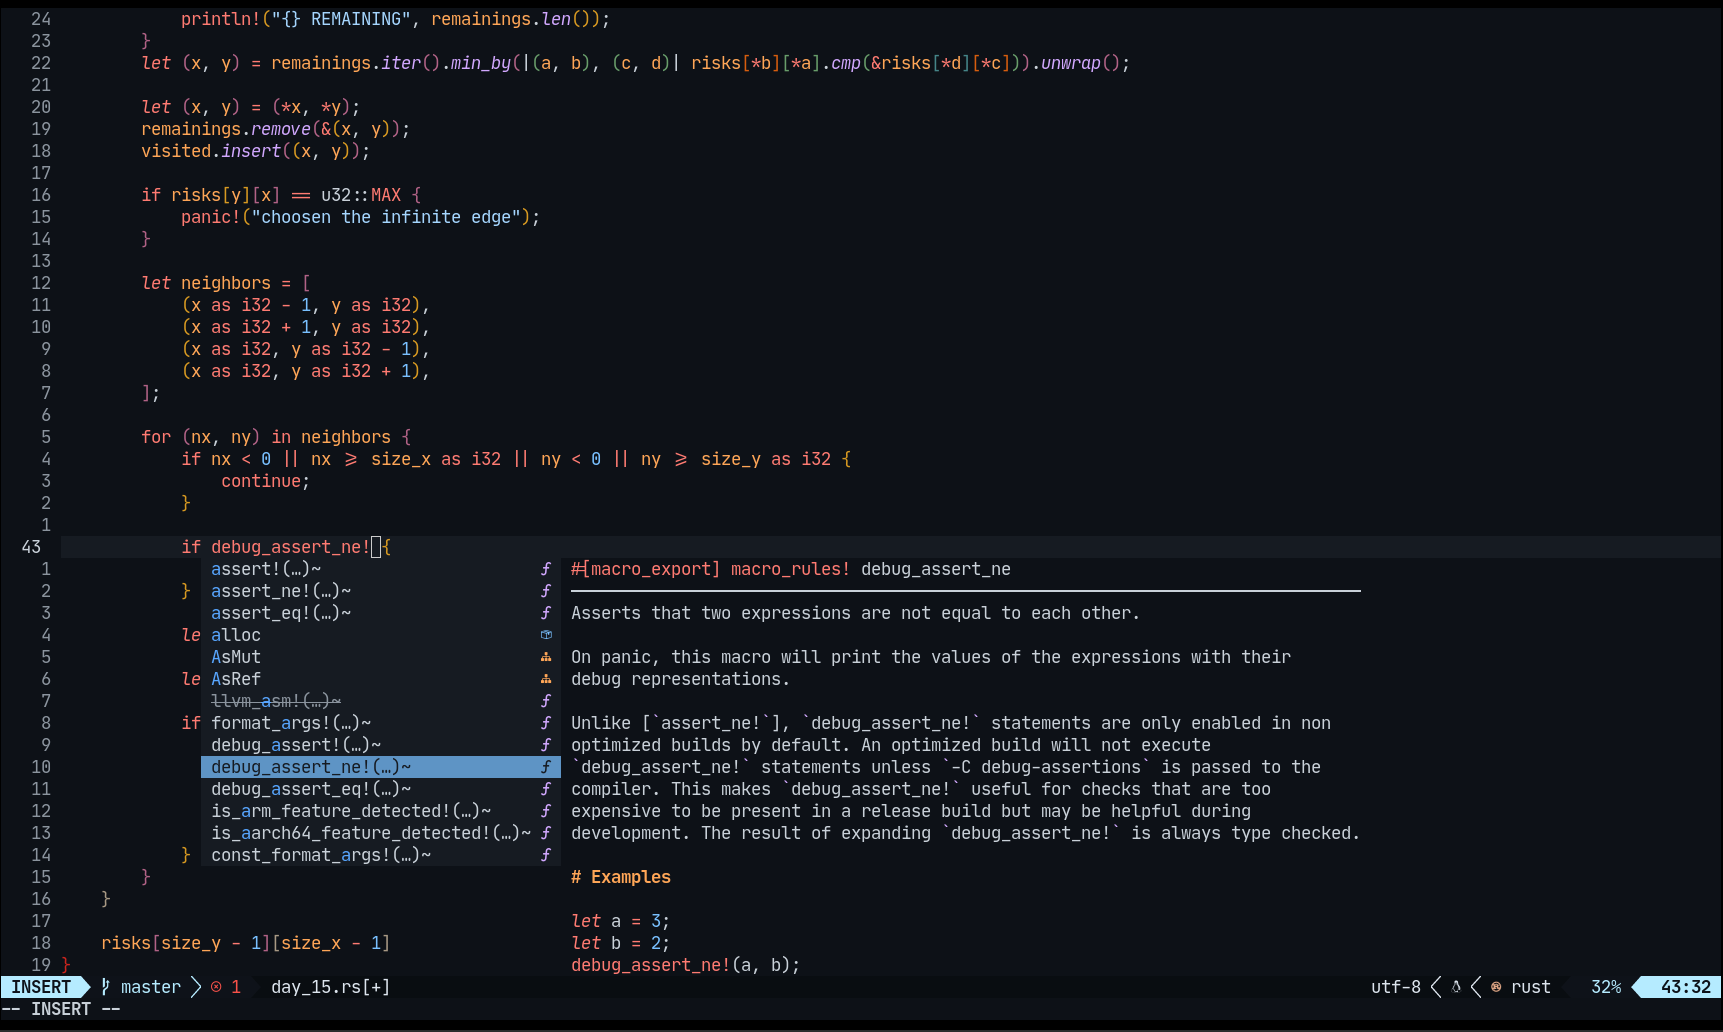 24 println!("{} REMAINING", remainings.len());
23 }
22 let (x, y) = remainings.iter().min_by(|(a, b), (c, d)| risks[*b][*a].cmp(&risks[*d][*c])).unwrap();
21
20 let (x, y) = (*x, *y);
19 remainings.remove(&(x, y));
18 visited.insert((x, y));
17
16 if risks[y][x] == u32::MAX {
15 panic!("choosen the infinite edge");
14 }
13
12 let neighbors = [
11 (x as i32 - 1, y as i32),
10 (x as i32 + 1, y as i32),
9 (x as i32, y as i32 - 1),
8 (x as i32, y as i32 + 1),
7 ];
6
5 for (nx, ny) in neighbors {
4 if nx < 0 || nx >= size_x as i32 || ny < 0 || ny >= size_y as i32 {
3 continue;
2 }
1
43 if debug_assert_ne! {
1 assert!(…)~ ƒ #[macro_export] macro_rules! debug_assert_ne
2 } assert_ne!(…)~ ƒ
3 assert_eq!(…)~ ƒ Asserts that two expressions are not equal to each other.
4 le alloc
5 AsMut On panic, this macro will print the values of the expressions with their
6 le AsRef debug representations.
7 llvm_asm!(…)~ ƒ
8 if format_args!(…)~ ƒ Unlike [`assert_ne!`], `debug_assert_ne!` statements are only enabled in non
9 debug_assert!(…)~ ƒ optimized builds by default. An optimized build will not execute
10 debug_assert_ne!(…)~ ƒ `debug_assert_ne!` statements unless `-C debug-assertions` is passed to the
11 debug_assert_eq!(…)~ ƒ compiler. This makes `debug_assert_ne!` useful for checks that are too
12 is_arm_feature_detected!(…)~ ƒ expensive to be present in a release build but may be helpful during
13 is_aarch64_feature_detected!(…)~ ƒ development. The result of expanding `debug_assert_ne!` is always type checked.
14 } const_format_args!(…)~ ƒ
15 } # Examples
16 }
17 let a = 3;
18 risks[size_y - 1][size_x - 1] let b = 2;
19 } debug_assert_ne!(a, b);
INSERT master 1 day_15.rs[+] utf-8 rust 32% 43:32
-- INSERT --